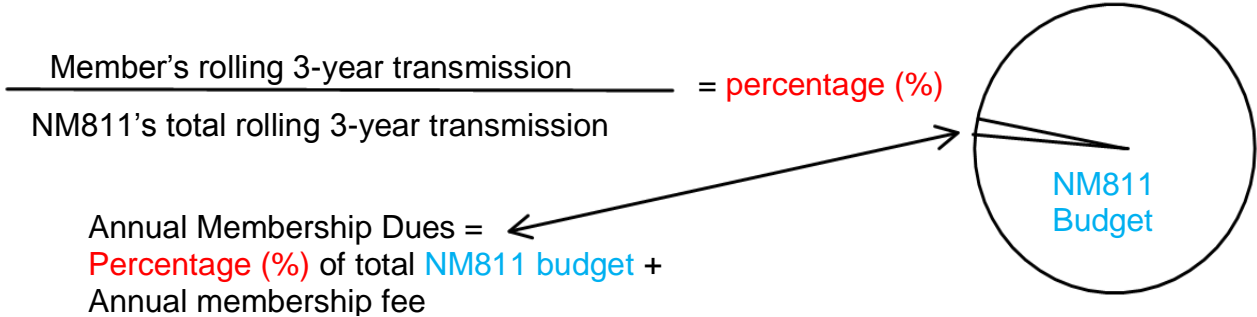 Member’s rolling 3-year transmission
NM811’s total rolling 3-year transmission
= percentage (%)
NM811
Budget
Annual Membership Dues =
Percentage (%) of total NM811 budget +
Annual membership fee